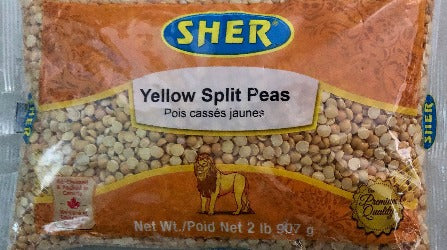 SHER
Yellow Split Peas
Pois cassés jaunes
SHER
SHER
Premium
Quality
Net Wt./Poid Net 2 lb 907 g